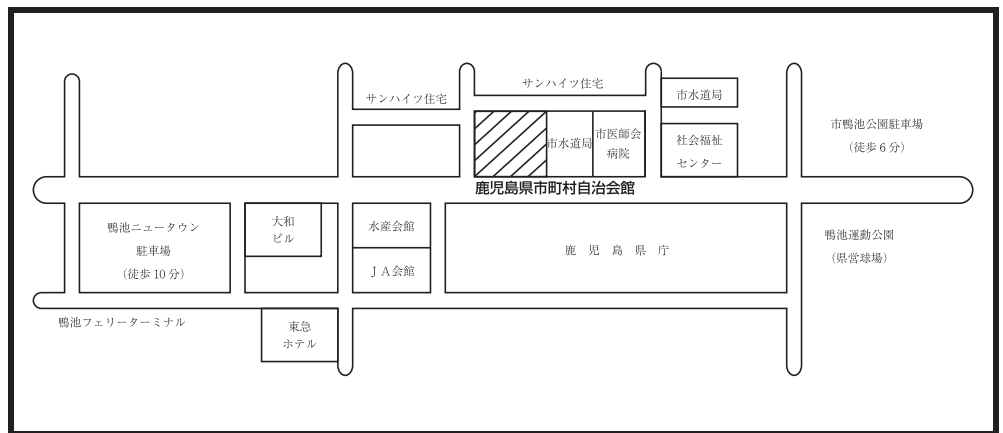 サンハイツ住宅
サンハイツ住宅
市水道局
市水道局
市医師会
病院
社会福祉
センター
市鴨池公園駐車場
（徒歩6分）
鹿児島県市町村自治会館
鴨池ニュータウン
駐車場
（徒歩10分）
大和
ビル
水産会館
JA会館
鹿児島県庁
鴨池運動公園
（県営球場）
鴨池フェリーターミナル
東急
ホテル